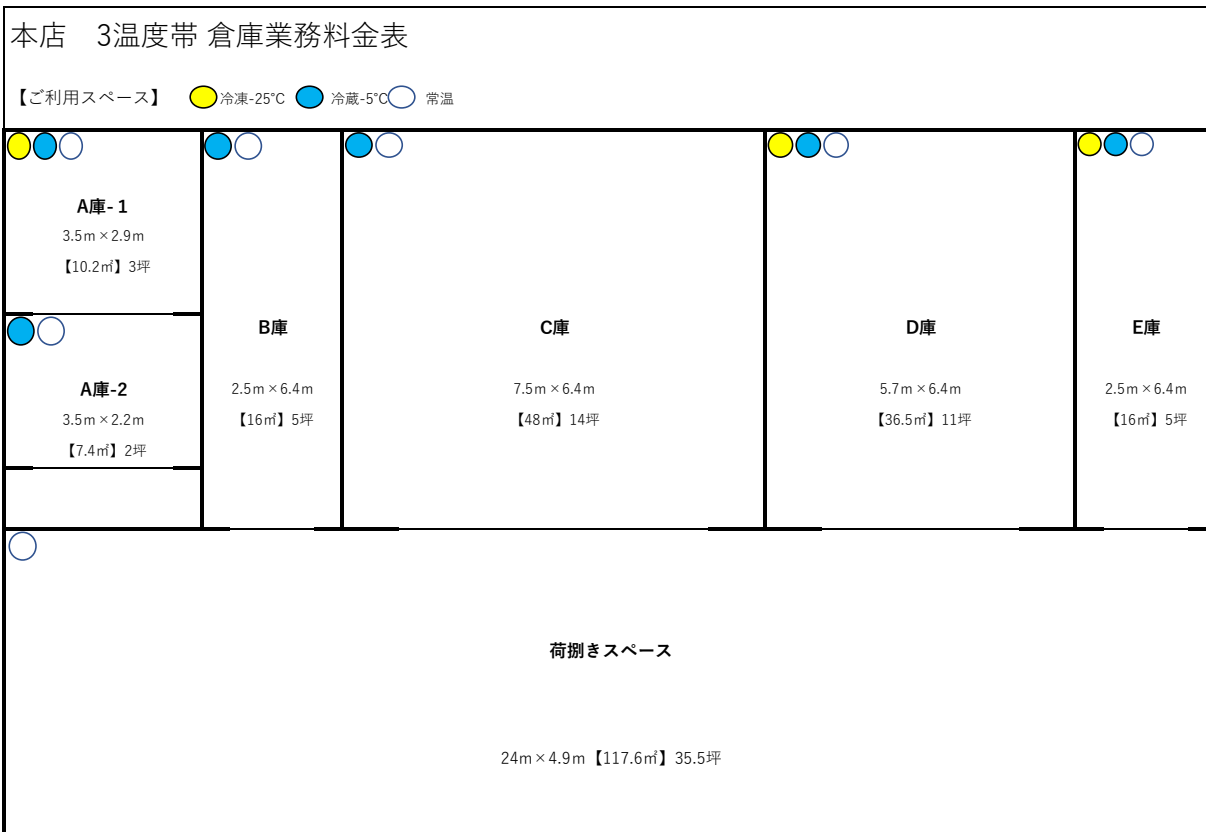 本店　3温度帯 倉庫業務料金表
【ご利用スペース】 冷凍-25℃ 冷蔵-5℃ 常温
A庫-１
3.5m×2.9m
【10.2㎡】3坪
A庫-2
3.5m×2.2m
【7.4㎡】2坪
B庫
2.5m×6.4m
【16㎡】5坪
C庫
7.5m×6.4m
【48㎡】14坪
D庫
5.7m×6.4m
【36.5㎡】11坪
E庫
2.5m×6.4m
【16㎡】5坪
荷捌きスペース
24m×4.9m【117.6㎡】35.5坪